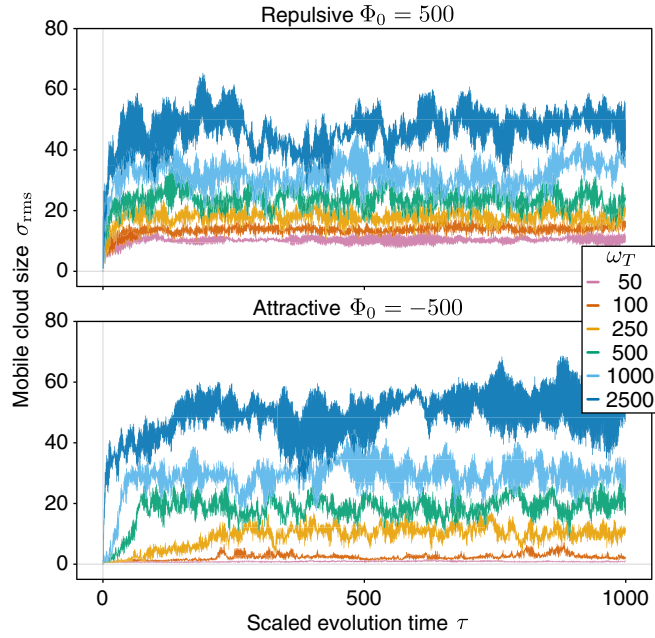 Repulsive Φ₀ = 500
80
60
40
20
0
Mobile cloud size σrms
ω_T
50
100
250
500
1000
2500
Attractive Φ₀ = −500
80
60
40
20
0
0 500 1000
Scaled evolution time τ